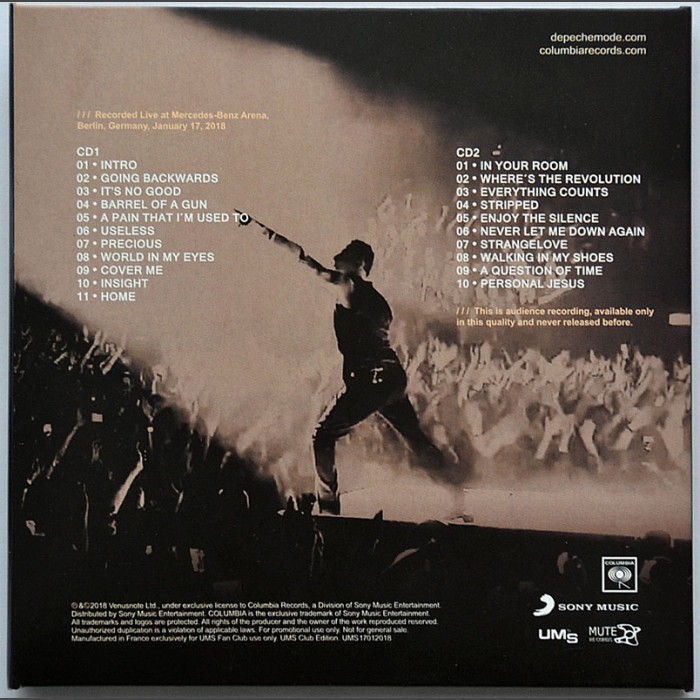 depechemode.com
columbiarecords.com
/// Recorded Live at Mercedes-Benz Arena,
Berlin, Germany, January 17, 2018
CD1
01 • INTRO
02 • GOING BACKWARDS
03 • IT'S NO GOOD
04 • BARREL OF A GUN
05 • A PAIN THAT I'M USED TO
06 • USELESS
07 • PRECIOUS
08 • WORLD IN MY EYES
09 • COVER ME
10 • INSIGHT
11 • HOME
CD2
01 • IN YOUR ROOM
02 • WHERE'S THE REVOLUTION
03 • EVERYTHING COUNTS
04 • STRIPPED
05 • ENJOY THE SILENCE
06 • NEVER LET ME DOWN AGAIN
07 • STRANGELOVE
08 • WALKING IN MY SHOES
09 • A QUESTION OF TIME
10 • PERSONAL JESUS
/// This is audience recording, available only
in this quality and never released before.
℗ &©2018 Venusnote Ltd., under exclusive license to Columbia Records, a Division of Sony Music Entertainment.
Distributed by Sony Music Entertainment. COLUMBIA is the exclusive trademark of Sony Music Entertainment.
All trademarks and logos are protected. All rights of the producer and the owner of the work reproduced reserved.
Unauthorized duplication is a violation of applicable laws. For promotional use only. Not for general sale.
Manufactured in France exclusively for UMS Fan Club use only. UMS Club Edition. UMS17012018
COLUMBIA
SONY MUSIC
UMS
MUTE
RECORDS